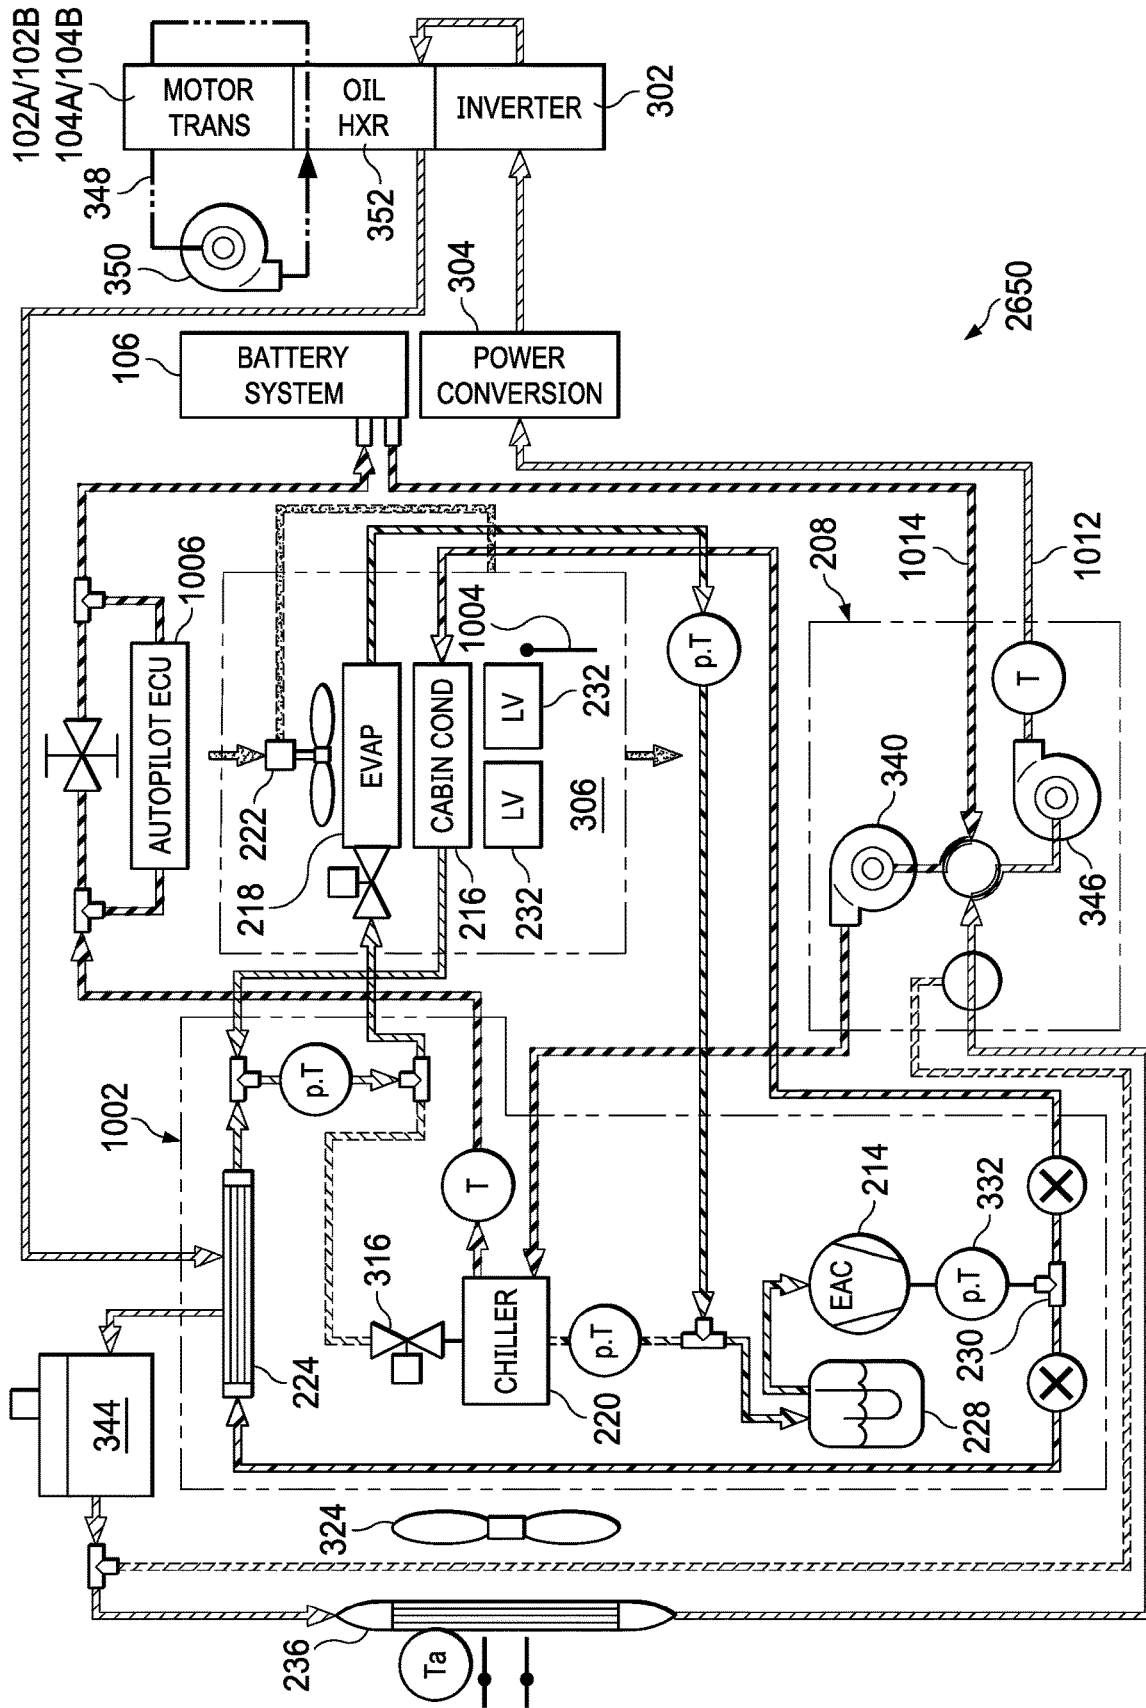 102A/102B
104A/104B
MOTOR
TRANS
OIL
HXR
INVERTER
302
348
350
352
304
106
BATTERY
SYSTEM
POWER
CONVERSION
2650
1006
AUTOPILOT ECU
222
218
EVAP
CABIN COND
216
LV
232
LV
232
1004
306
p.T
208
1014
1012
T
340
346
1002
p.T
T
316
CHILLER
220
p.T
224
344
214
EAC
332
p.T
230
228
324
236
Ta